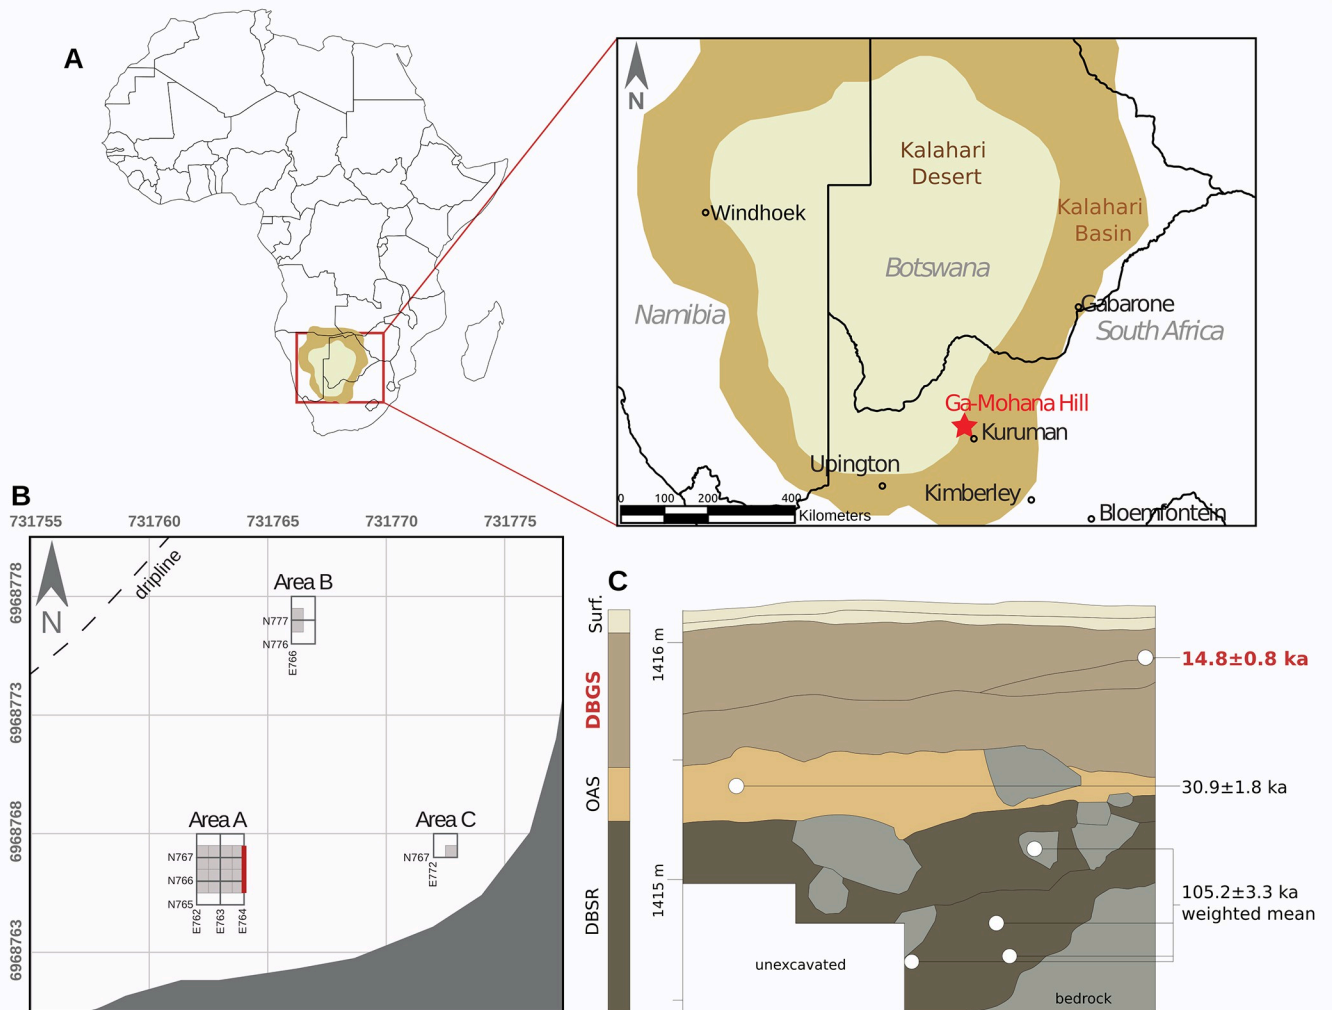 A
N
Kalahari
Desert
Kalahari
Basin
Windhoek
Botswana
Namibia
Gabarone
South Africa
Ga-Mohana Hill
Kuruman
Upington
Kimberley
Bloemfontein
0 100 200 400
Kilometers
B
731755 731760 731765 731770 731775
6968778
6968773
6968768
6968763
N
dripline
Area B
N777
N776
E766
Area A
N767
N766
N765
E762 E763 E764
Area C
N767
E772
C
Surf.
DBGS
OAS
DBSR
1416 m
1415 m
14.8±0.8 ka
30.9±1.8 ka
105.2±3.3 ka
weighted mean
unexcavated
bedrock